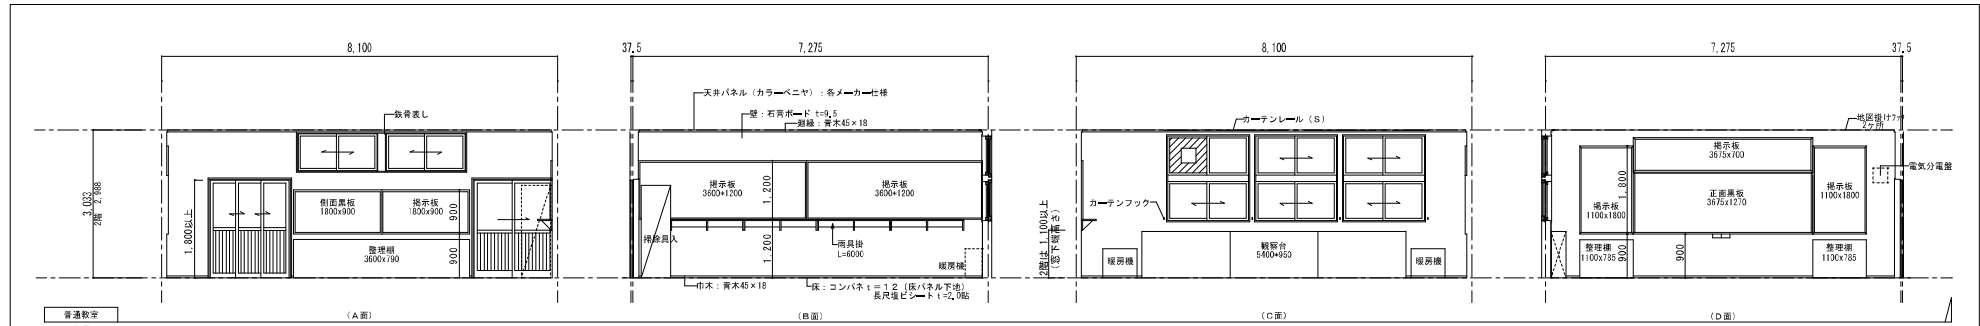 8,100
3,033
2階 2,988
鉄骨表し
1,800以上
側面黒板
1800x900
掲示板
1800x900
900
整理棚
3600x790
900
普通教室
(A面)
37.5
7,275
天井パネル（カラーベニヤ）：各メーカー仕様
壁：石膏ボード t=9.5
廻縁：青木45×18
掲示板
3600*1200
1,200
掲示板
3600*1200
掃除具入
1,200
雨具掛
L=6000
暖房機
巾木：青木45×18
床：コンパネｔ＝１２（床パネル下地）
長尺塩ビシート t=2.0貼
(B面)
8,100
カーテンレール（S）
カーテンフック
2階は 1,100以上
（窓下端高さ）
暖房機
観察台
5400*950
暖房機
(C面)
7,275
37.5
地図掛けフック
2ケ所
掲示板
3675x700
電気分電盤
1,800
掲示板
1100x1800
正面黒板
3675x1270
掲示板
1100x1800
整理棚
1100x785
900
900
整理棚
1100x785
(D面)